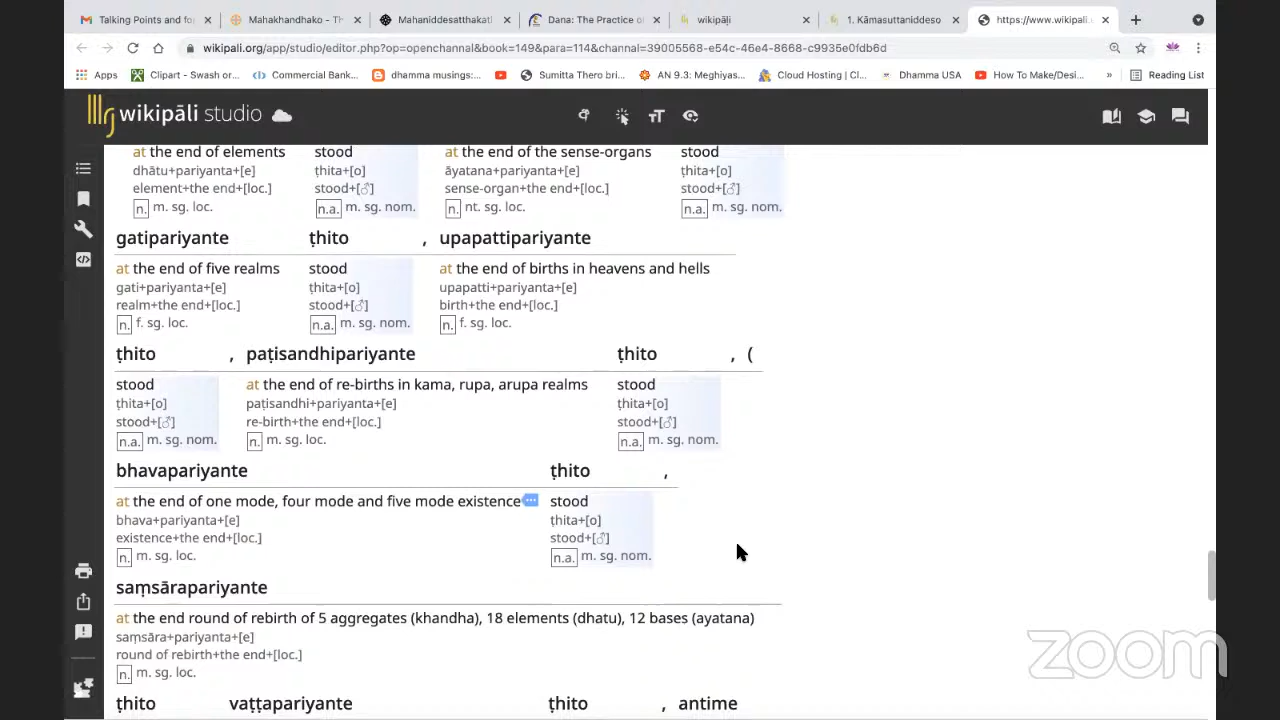 Talking Points and fo
Mahakhandhako - Th
Mahaniddesatthakatl
Dana: The Practice o
wikipāḷi
1. Kāmasuttaniddeso
https://www.wikipali.
wikipali.org/app/studio/editor.php?op=openchannel&book=149&para=114&channel=39005568-e54c-46e4-8668-c9935e0fdb6d
Apps Clipart - Swash or... Commercial Bank... dhamma musings:... Sumitta Thero bri... AN 9.3: Meghiyas... Cloud Hosting | Cl... Dhamma USA How To Make/Desi... » Reading List
wikipāli studio
at the end of elements stood at the end of the sense-organs stood
dhātu+pariyanta+[e] ṭhita+[o] āyatana+pariyanta+[e] ṭhita+[o]
element+the end+[loc.] stood+[♂] sense-organ+the end+[loc.] stood+[♂]
n. m. sg. loc. n.a. m. sg. nom. n. nt. sg. loc. n.a. m. sg. nom.
gatipariyante ṭhito , upapattipariyante
at the end of five realms stood at the end of births in heavens and hells
gati+pariyanta+[e] ṭhita+[o] upapatti+pariyanta+[e]
realm+the end+[loc.] stood+[♂] birth+the end+[loc.]
n. f. sg. loc. n.a. m. sg. nom. n. f. sg. loc.
ṭhito , paṭisandhipariyante ṭhito , (
stood at the end of re-births in kama, rupa, arupa realms stood
ṭhita+[o] paṭisandhi+pariyanta+[e] ṭhita+[o]
stood+[♂] re-birth+the end+[loc.] stood+[♂]
n.a. m. sg. nom. n. m. sg. loc. n.a. m. sg. nom.
bhavapariyante ṭhito ,
at the end of one mode, four mode and five mode existence stood
bhava+pariyanta+[e] ṭhita+[o]
existence+the end+[loc.] stood+[♂]
n. m. sg. loc. n.a. m. sg. nom.
saṃsārapariyante
at the end round of rebirth of 5 aggregates (khandha), 18 elements (dhatu), 12 bases (ayatana)
saṃsāra+pariyanta+[e]
round of rebirth+the end+[loc.]
n. m. sg. loc.
ṭhito vaṭṭapariyante ṭhito , antime
zoom